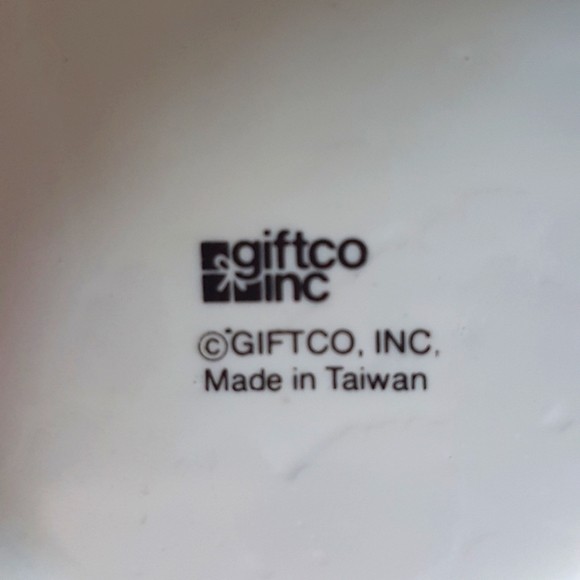 giftco
inc
©GIFTCO, INC.
Made in Taiwan